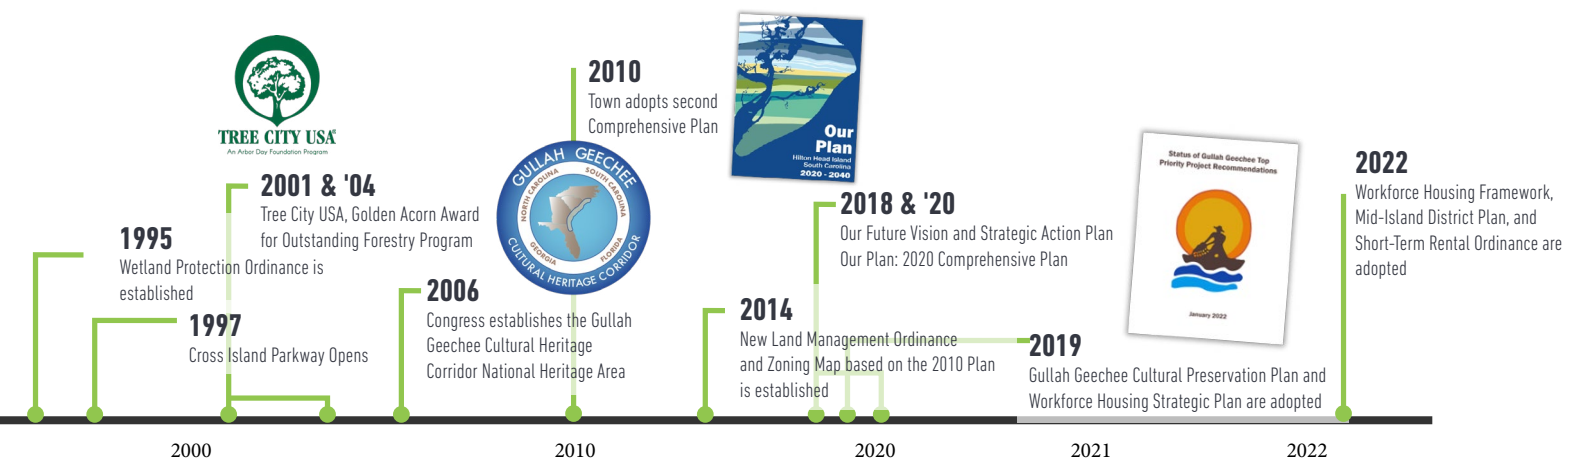 TREE CITY USA®
An Arbor Day Foundation Program
1995
Wetland Protection Ordinance is
established
1997
Cross Island Parkway Opens
2001 & '04
Tree City USA, Golden Acorn Award
for Outstanding Forestry Program
2006
Congress establishes the Gullah
Geechee Cultural Heritage
Corridor National Heritage Area
2010
Town adopts second
Comprehensive Plan
GULLAH GEECHEE
CULTURAL HERITAGE CORRIDOR
NORTH CAROLINA
SOUTH CAROLINA
GEORGIA
FLORIDA
2014
New Land Management Ordinance
and Zoning Map based on the 2010 Plan
is established
Our
Plan
Hilton Head Island
South Carolina
2020 - 2040
2018 & '20
Our Future Vision and Strategic Action Plan
Our Plan: 2020 Comprehensive Plan
2019
Gullah Geechee Cultural Preservation Plan and
Workforce Housing Strategic Plan are adopted
Status of Gullah Geechee Top
Priority Project Recommendations
January 2022
2022
Workforce Housing Framework,
Mid-Island District Plan, and
Short-Term Rental Ordinance are
adopted
2000
2010
2020
2021
2022